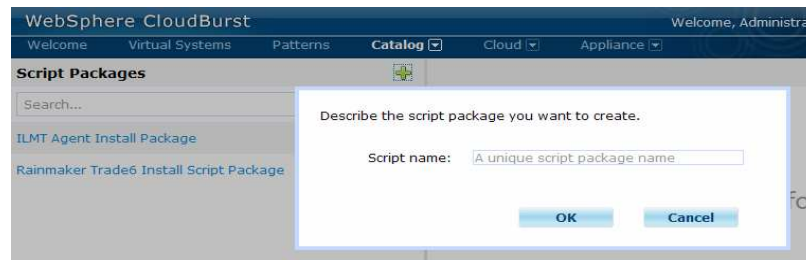 WebSphere CloudBurst
Welcome, Administra
Welcome Virtual Systems Patterns Catalog Cloud Appliance
Script Packages
Search...
Describe the script package you want to create.
ILMT Agent Install Package
Script name: A unique script package name
Rainmaker Trade6 Install Script Package
fo
OK Cancel